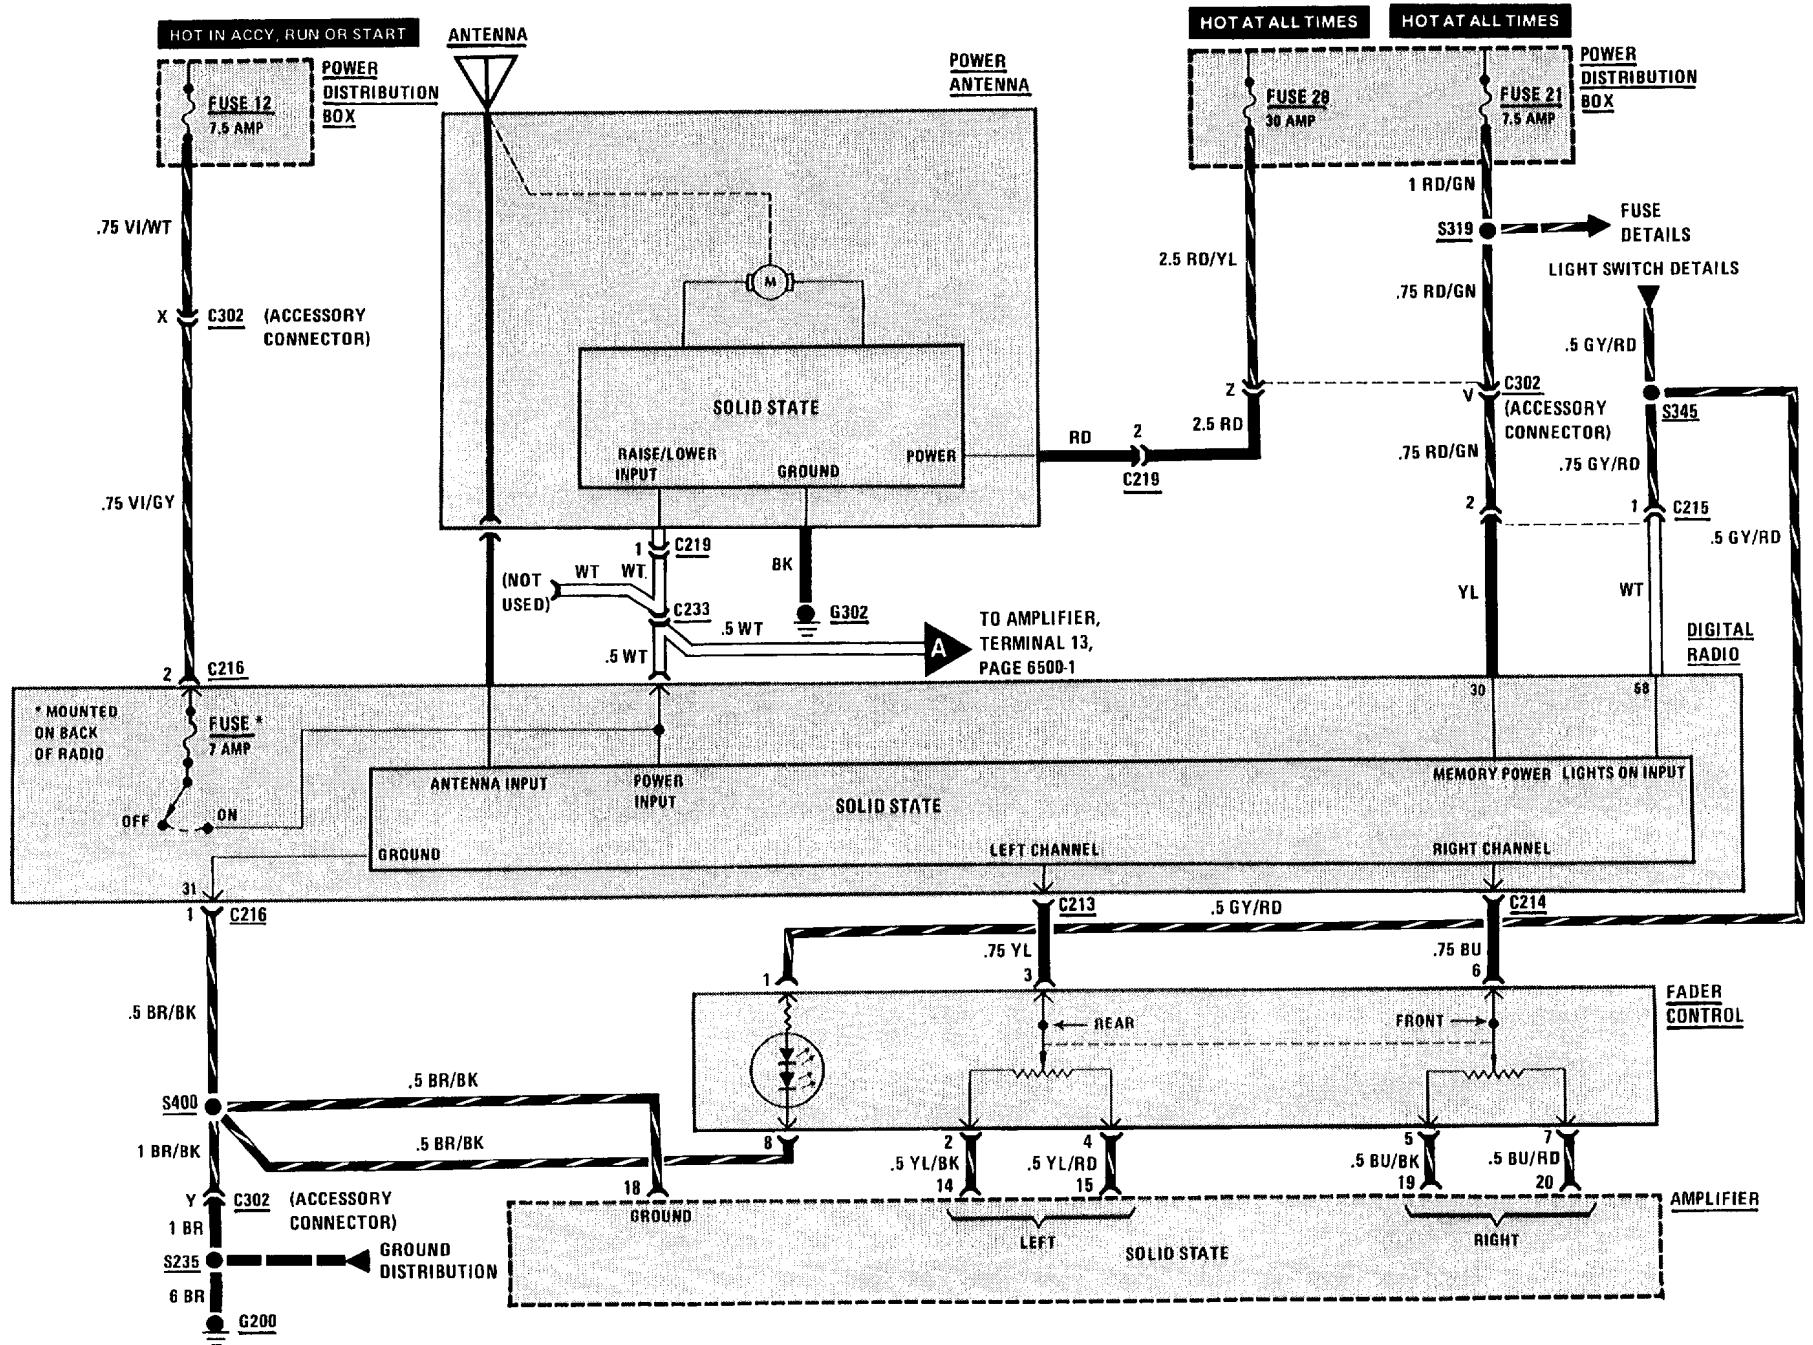 HOT IN ACCY, RUN OR START
ANTENNA
HOT AT ALL TIMES
HOT AT ALL TIMES
POWER
DISTRIBUTION
BOX
FUSE 12
7.5 AMP
POWER
ANTENNA
FUSE 28
30 AMP
FUSE 21
7.5 AMP
POWER
DISTRIBUTION
BOX
1 RD/GN
S319
FUSE
DETAILS
.75 VI/WT
2.5 RD/YL
LIGHT SWITCH DETAILS
.75 RD/GN
M
X
C302
(ACCESSORY
CONNECTOR)
.5 GY/RD
Z
V
C302
(ACCESSORY
CONNECTOR)
S345
SOLID STATE
RAISE/LOWER
INPUT
GROUND
POWER
RD
2
C219
2.5 RD
.75 RD/GN
.75 GY/RD
.75 VI/GY
2
1
C215
.5 GY/RD
1
C219
(NOT
USED)
WT
WT
BK
C233
G302
.5 WT
.5 WT
A
TO AMPLIFIER,
TERMINAL 13,
PAGE 6500-1
YL
WT
DIGITAL
RADIO
2
C216
30
58
* MOUNTED
ON BACK
OF RADIO
FUSE *
7 AMP
OFF
ON
ANTENNA INPUT
POWER
INPUT
SOLID STATE
MEMORY POWER
LIGHTS ON INPUT
GROUND
LEFT CHANNEL
RIGHT CHANNEL
31
1
C216
C213
.5 GY/RD
C214
.75 YL
.75 BU
1
3
6
FADER
CONTROL
.5 BR/BK
REAR
FRONT
S400
.5 BR/BK
1 BR/BK
.5 BR/BK
8
2
4
5
7
.5 YL/BK
.5 YL/RD
.5 BU/BK
.5 BU/RD
18
14
15
19
20
Y
C302
(ACCESSORY
CONNECTOR)
AMPLIFIER
GROUND
LEFT
SOLID STATE
RIGHT
1 BR
S235
GROUND
DISTRIBUTION
6 BR
G200